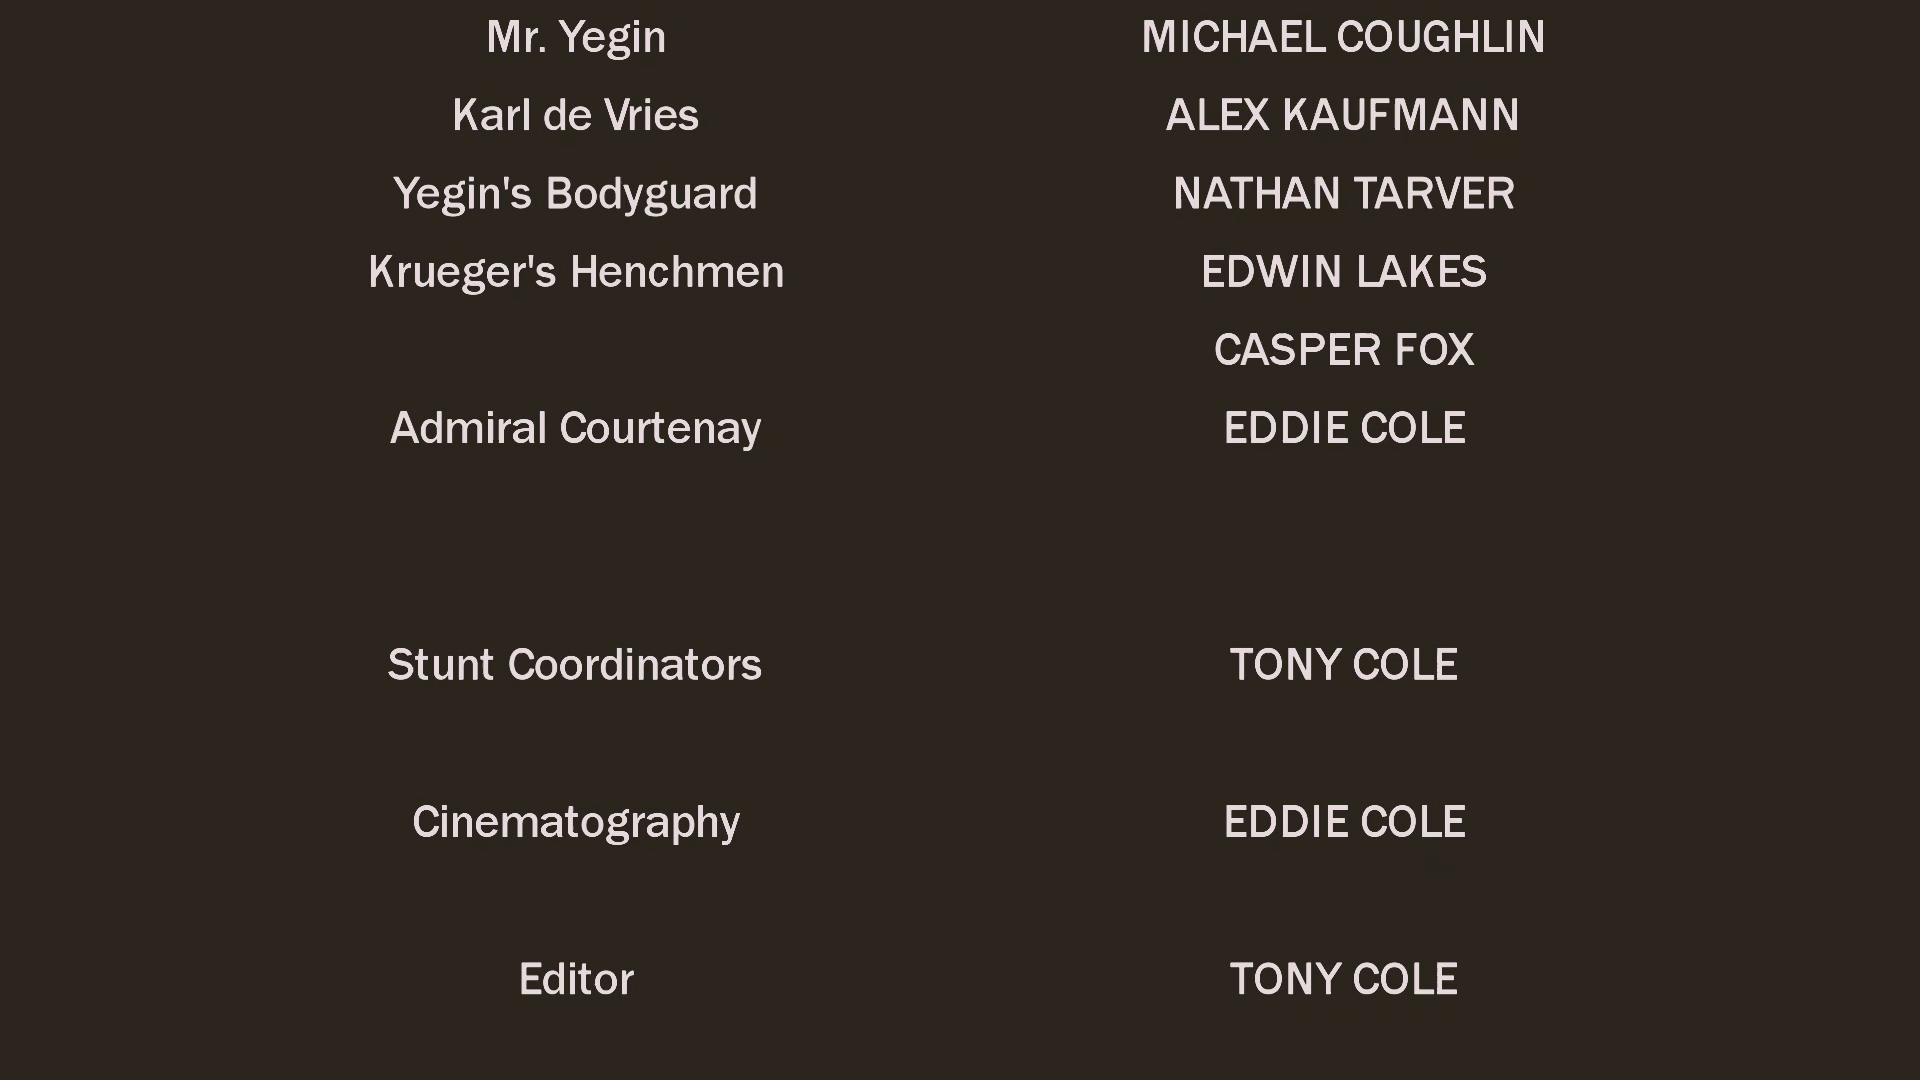 Mr. Yegin MICHAEL COUGHLIN
Karl de Vries ALEX KAUFMANN
Yegin's Bodyguard NATHAN TARVER
Krueger's Henchmen EDWIN LAKES
CASPER FOX
Admiral Courtenay EDDIE COLE
Stunt Coordinators TONY COLE
Cinematography EDDIE COLE
Editor TONY COLE